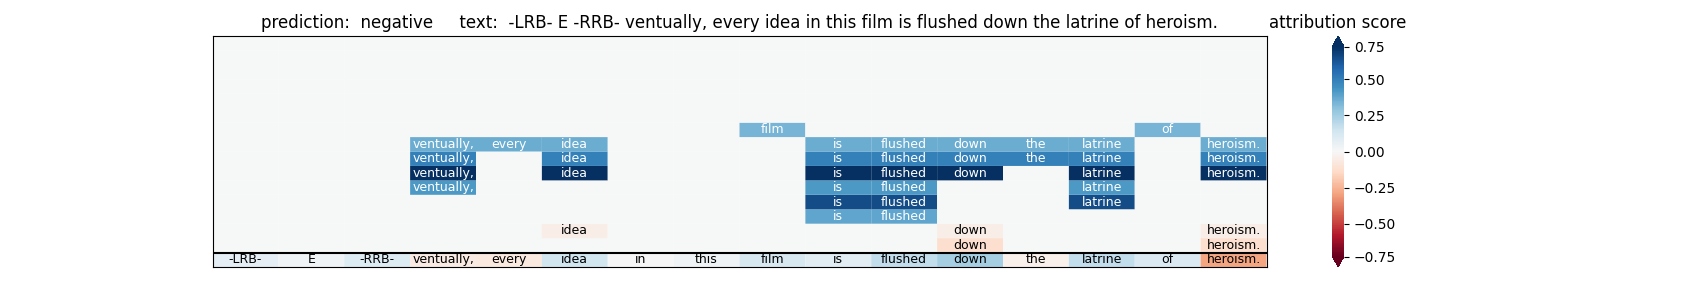 prediction:  negative     text:  -LRB- E -RRB- ventually, every idea in this film is flushed down the latrine of heroism.          attribution score
film of
ventually, every idea is flushed down the latrine heroism.
ventually, idea is flushed down the latrine heroism.
ventually, idea is flushed down latrine heroism.
ventually, is flushed latrine
is flushed latrine
is flushed
idea down heroism.
down heroism.
-LRB- E -RRB- ventually, every idea in this film is flushed down the latrine of heroism.
0.75
0.50
0.25
0.00
−0.25
−0.50
−0.75